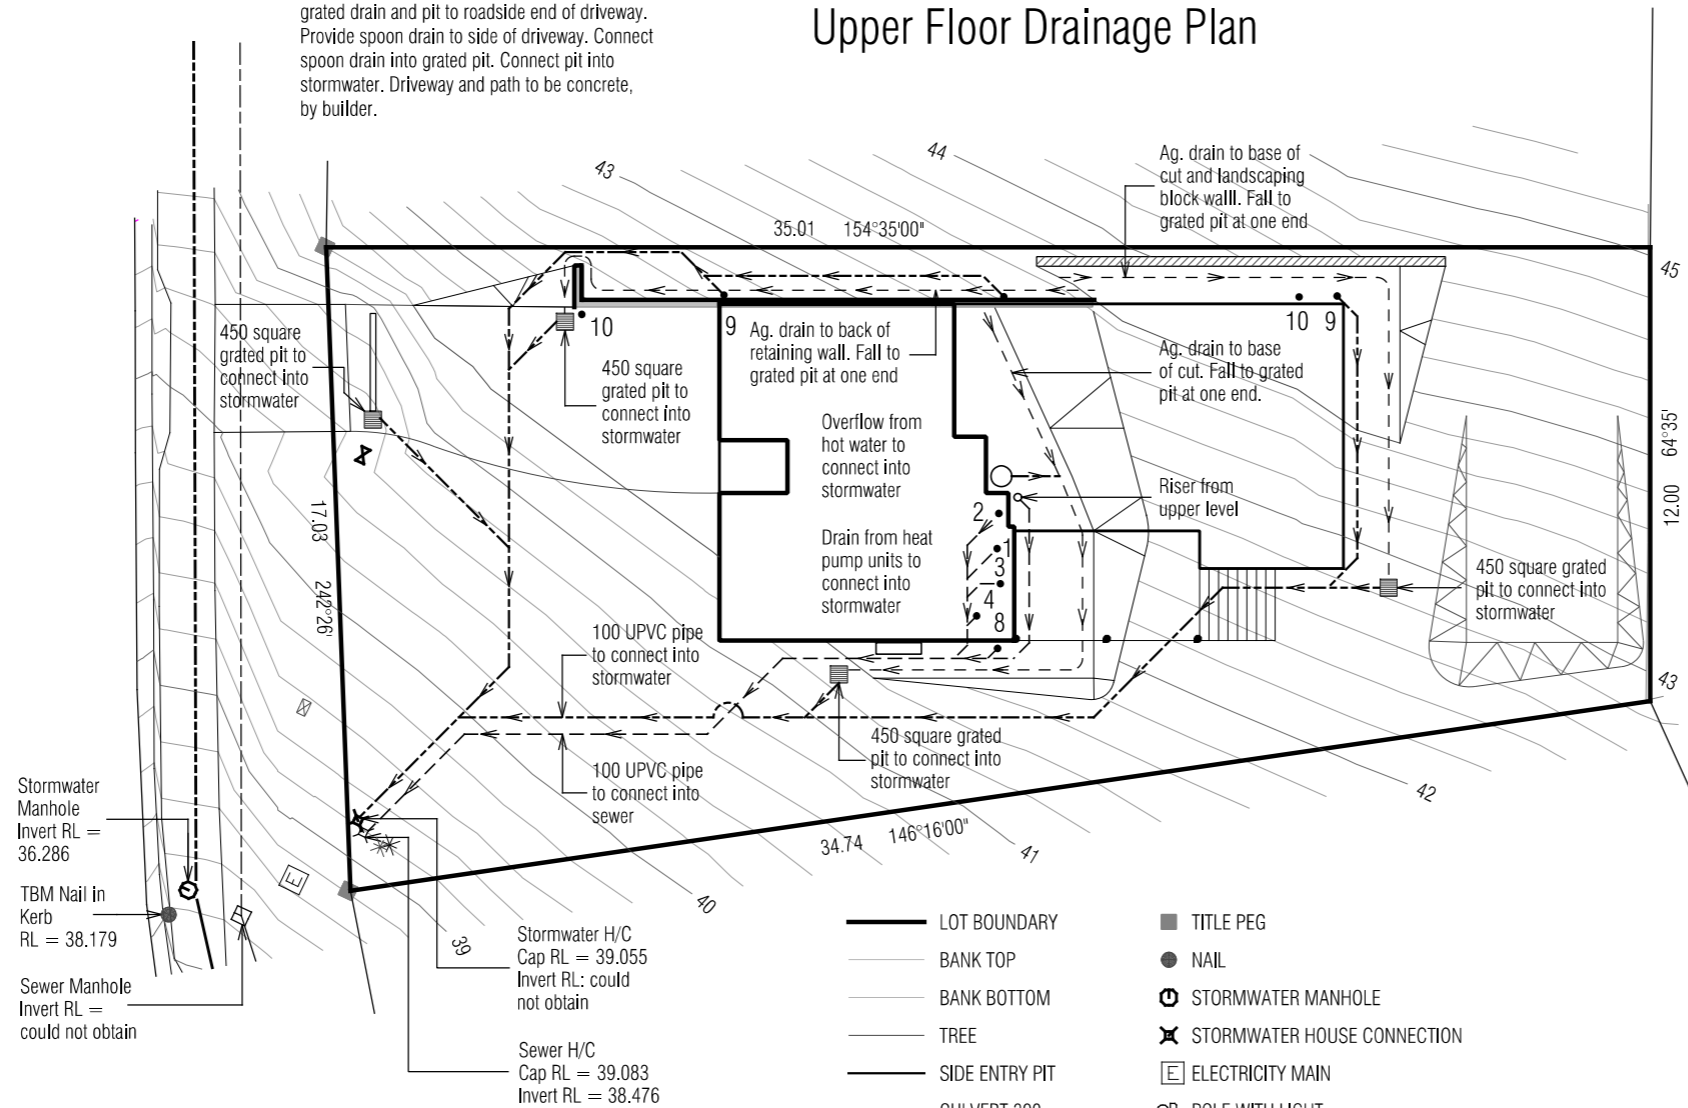 grated drain and pit to roadside end of driveway.
Provide spoon drain to side of driveway. Connect
spoon drain into grated pit. Connect pit into
stormwater. Driveway and path to be concrete,
by builder.
Upper Floor Drainage Plan
43
44
Ag. drain to base of
cut and landscaping
block wall. Fall to
grated pit at one end
35.01 154°35'00"
45
450 square
grated pit to
connect into
stormwater
10
9
Ag. drain to back of
retaining wall. Fall to
grated pit at one end
10 9
450 square
grated pit to
connect into
stormwater
Ag. drain to base
of cut. Fall to grated
pit at one end.
Overflow from
hot water to
connect into
stormwater
64°35'
12.00
Riser from
upper level
17.03
242°26'
2
1
3
4
8
Drain from heat
pump units to
connect into
stormwater
450 square grated
pit to connect into
stormwater
100 UPVC pipe
to connect into
stormwater
43
450 square grated
pit to connect into
stormwater
100 UPVC pipe
to connect into
sewer
42
34.74 146°16'00"
41
40
39
Stormwater
Manhole
Invert RL =
36.286
E
TBM Nail in
Kerb
RL = 38.179
Sewer Manhole
Invert RL =
could not obtain
Stormwater H/C
Cap RL = 39.055
Invert RL: could
not obtain
Sewer H/C
Cap RL = 39.083
Invert RL = 38.476
LOT BOUNDARY
BANK TOP
BANK BOTTOM
TREE
SIDE ENTRY PIT
TITLE PEG
NAIL
STORMWATER MANHOLE
STORMWATER HOUSE CONNECTION
E ELECTRICITY MAIN